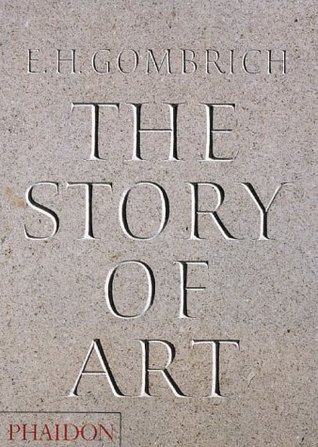 E.H.GOMBRICH
THE
STORY
OF
ART
PHAIDON